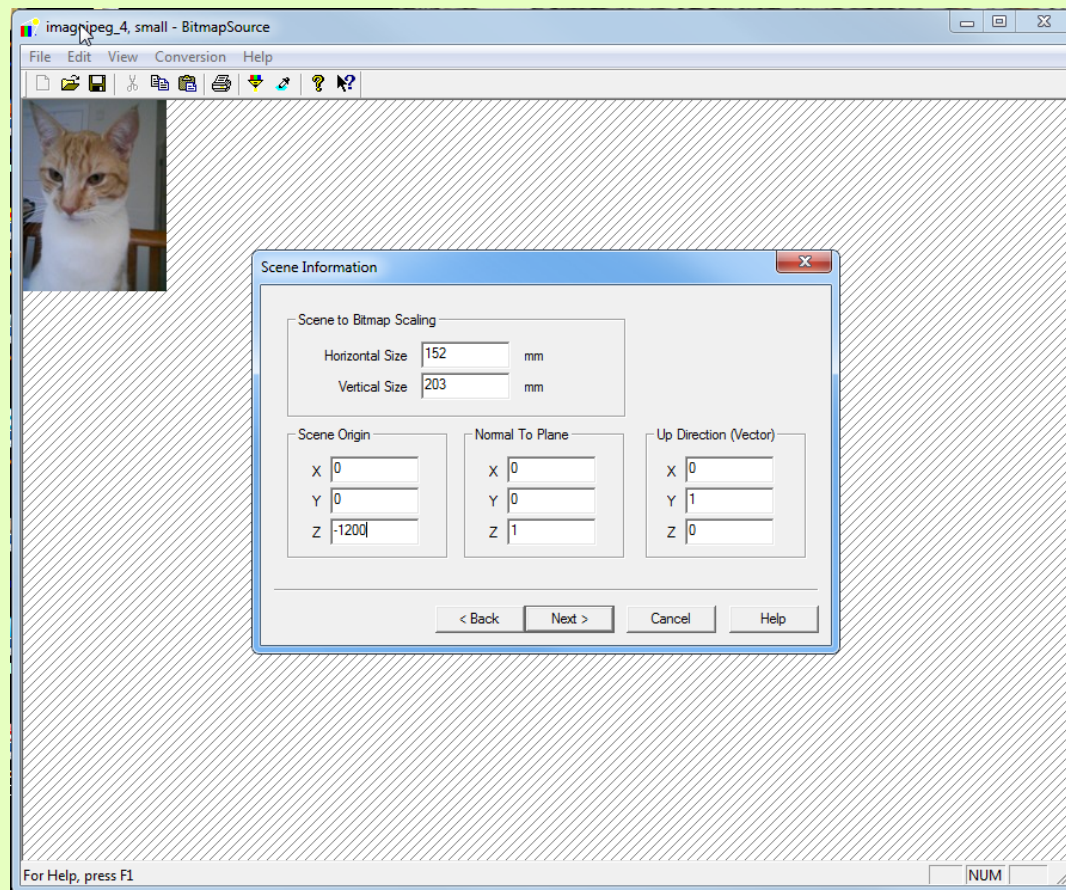 imagejpeg_4, small - BitmapSource
File Edit View Conversion Help
Scene Information
Scene to Bitmap Scaling
Horizontal Size 152 mm
Vertical Size 203 mm
Scene Origin Normal To Plane Up Direction (Vector)
X 0 X 0 X 0
Y 0 Y 0 Y 1
Z -1200 Z 1 Z 0
< Back Next > Cancel Help
For Help, press F1 NUM